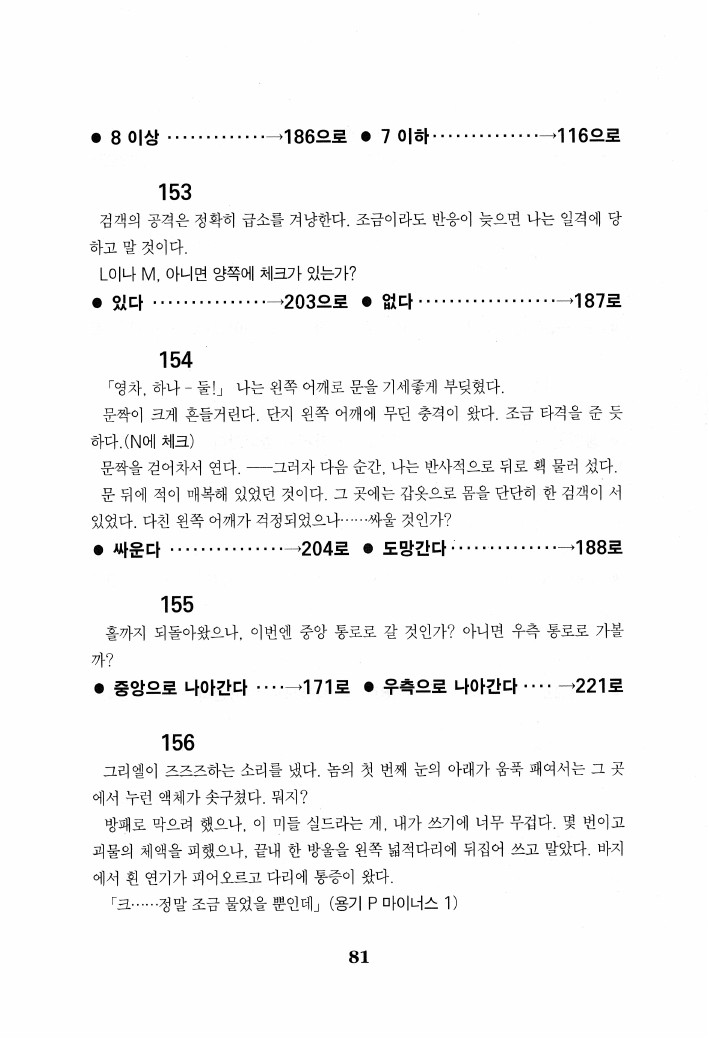 ● 8 이상 ·············→186으로 ● 7 이하··············→116으로
153
검객의 공격은 정확히 급소를 겨냥한다. 조금이라도 반응이 늦으면 나는 일격에 당
하고 말 것이다.
L이나 M, 아니면 양쪽에 체크가 있는가?
● 있다 ···············→203으로 ● 없다 ··················→187로
154
「영차, 하나 - 둘!」 나는 왼쪽 어깨로 문을 기세좋게 부딪혔다.
문짝이 크게 흔들거린다. 단지 왼쪽 어깨에 무딘 충격이 왔다. 조금 타격을 준 듯
하다.(N에 체크)
문짝을 걷어차서 연다. ──그러자 다음 순간, 나는 반사적으로 뒤로 홱 물러 섰다.
문 뒤에 적이 매복해 있었던 것이다. 그 곳에는 갑옷으로 몸을 단단히 한 검객이 서
있었다. 다친 왼쪽 어깨가 걱정되었으나……싸울 것인가?
● 싸운다 ···············→204로 ● 도망간다··············→188로
155
홀까지 되돌아왔으나, 이번엔 중앙 통로로 갈 것인가? 아니면 우측 통로로 가볼
까?
● 중앙으로 나아간다 ····→171로 ● 우측으로 나아간다 ···· →221로
156
그리엘이 즈즈즈하는 소리를 냈다. 놈의 첫 번째 눈의 아래가 움푹 패여서는 그 곳
에서 누런 액체가 솟구쳤다. 뭐지?
방패로 막으려 했으나, 이 미들 실드라는 게, 내가 쓰기에 너무 무겁다. 몇 번이고
괴물의 체액을 피했으나, 끝내 한 방울을 왼쪽 넓적다리에 뒤집어 쓰고 말았다. 바지
에서 흰 연기가 피어오르고 다리에 통증이 왔다.
「크……정말 조금 물었을 뿐인데」(용기 P 마이너스 1)
81